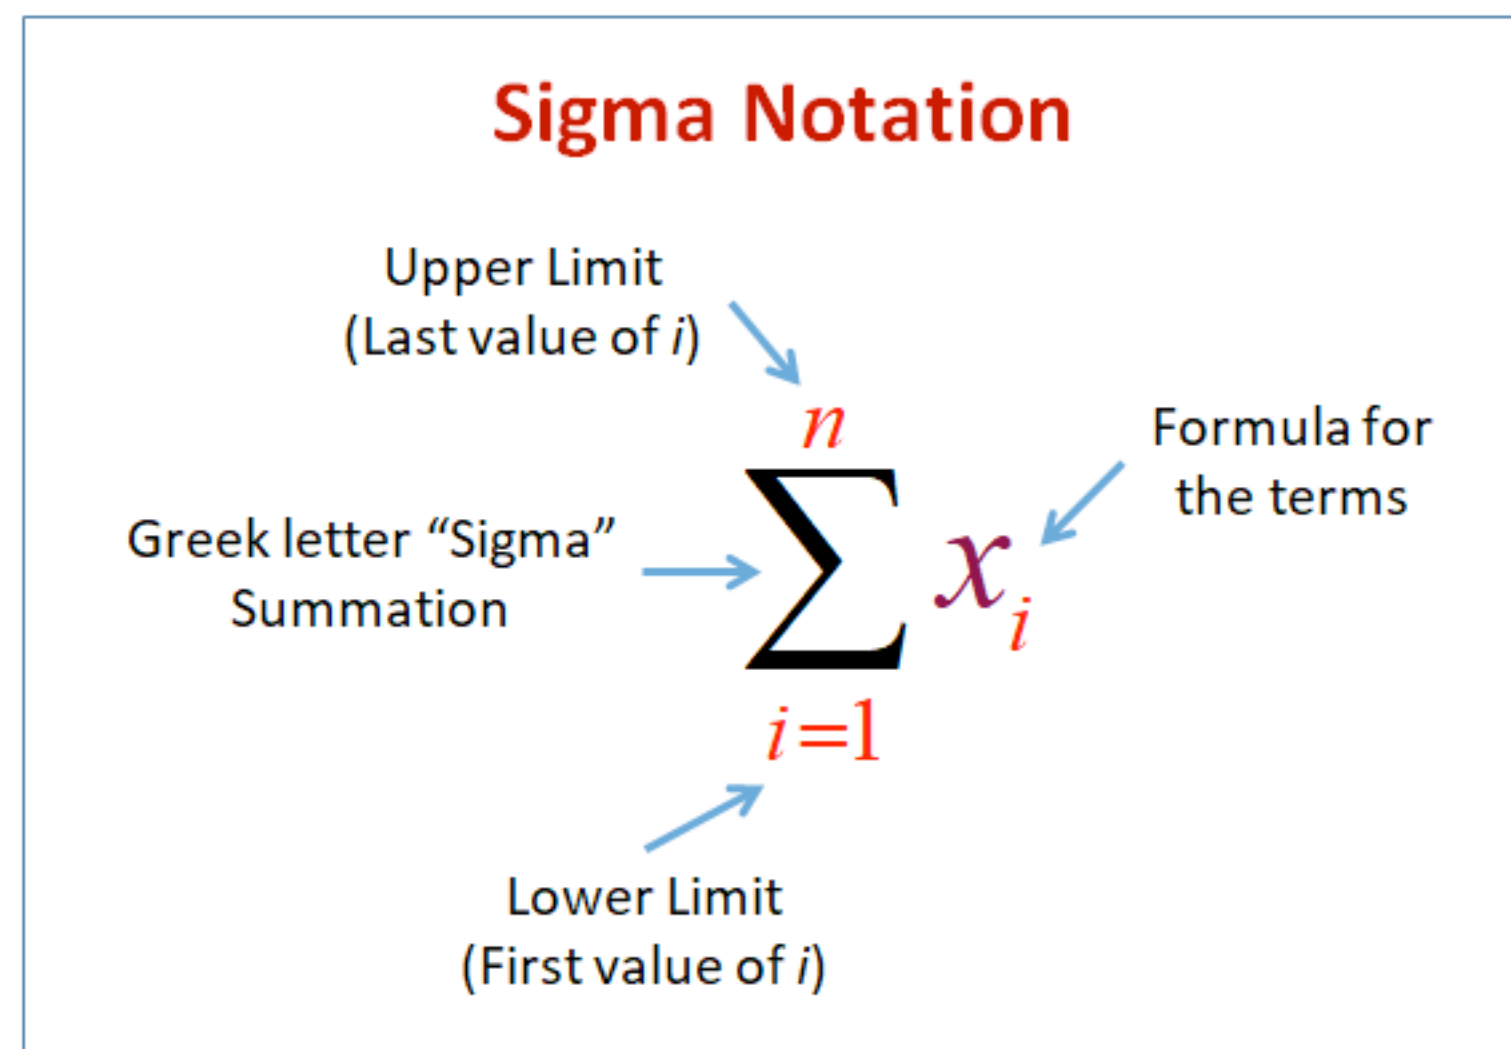 Sigma Notation
Upper Limit
(Last value of i)
n
Formula for
the terms
Greek letter “Sigma”
Summation
∑ xᵢ
i=1
Lower Limit
(First value of i)